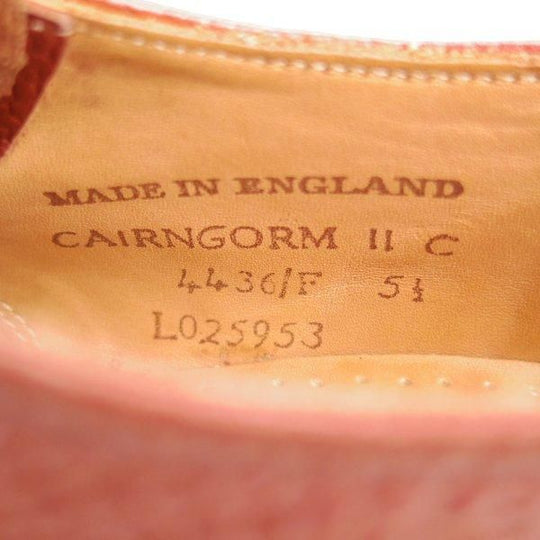 MADE IN ENGLAND
CAIRNGORM II C
4436/F 5½
L025953